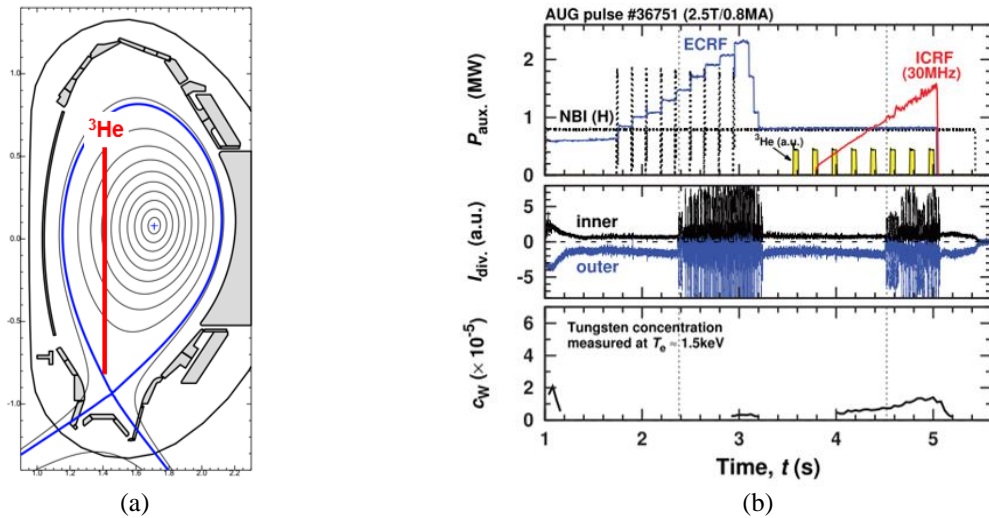 ³He
1.0
0.5
0.0
-0.5
-1.0
1.0 1.2 1.4 1.6 1.8 2.0 2.2
(a)
AUG pulse #36751 (2.5T/0.8MA)
P_aux. (MW)
2
1
0
ECRF
ICRF
(30MHz)
NBI (H)
³He (a.u.)
I_div. (a.u.)
5
0
-5
inner
outer
c_W (× 10⁻⁵)
6
4
2
0
Tungsten concentration
measured at T_e ≈ 1.5keV
1 2 3 4 5
Time, t (s)
(b)